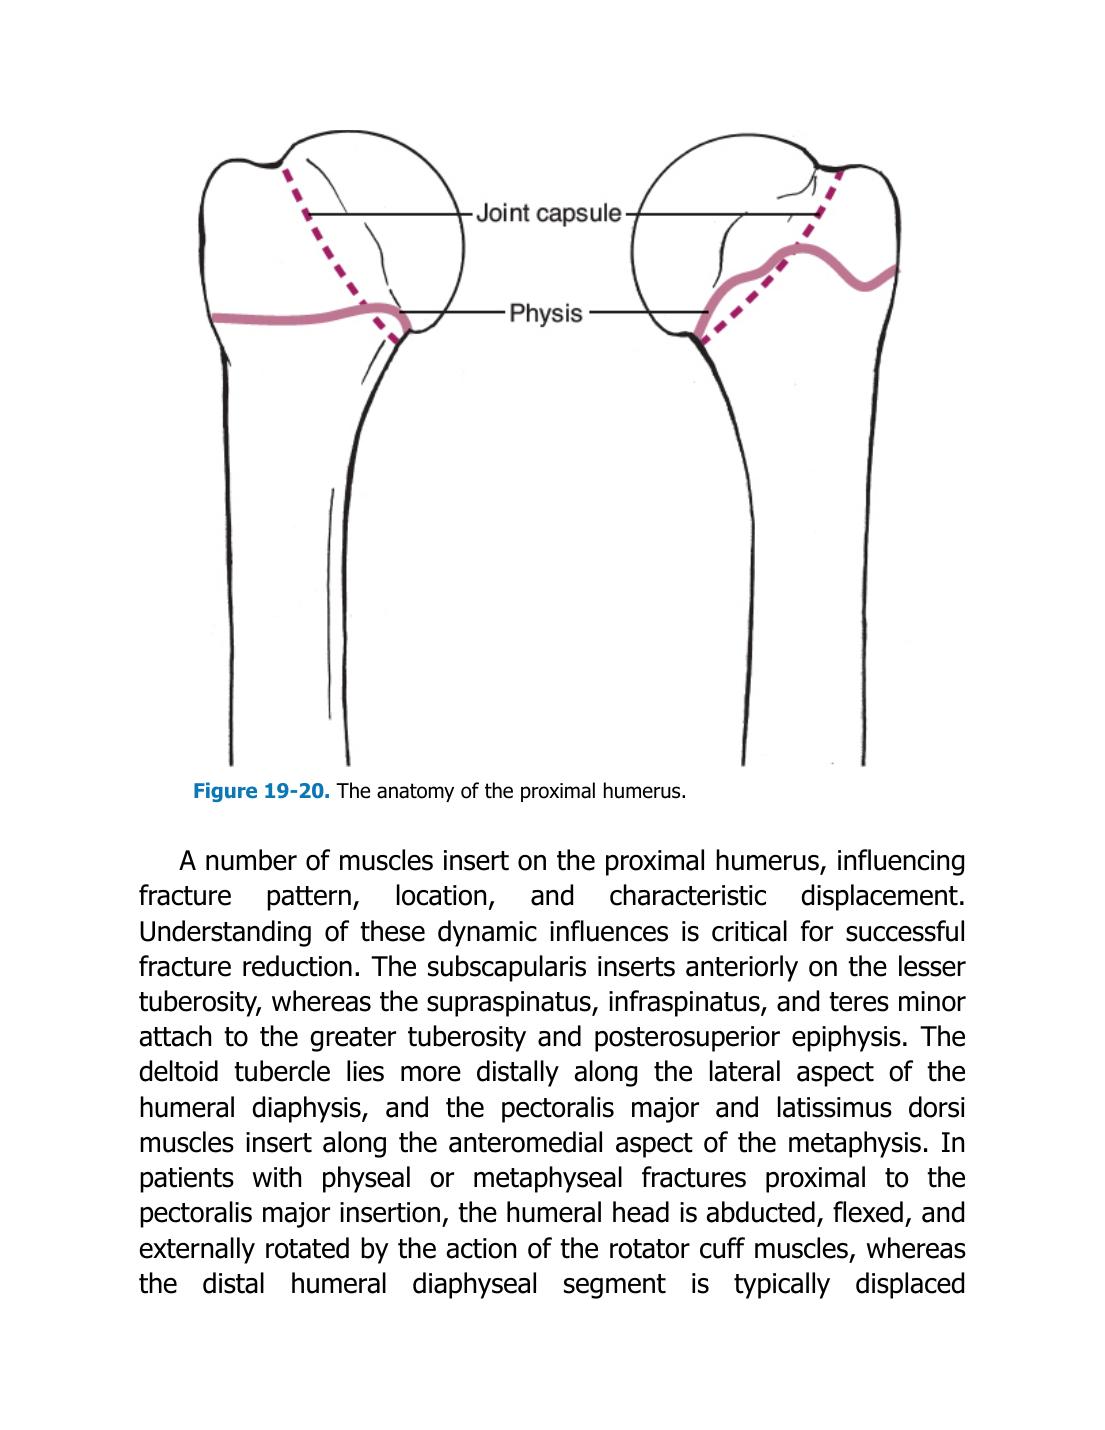 Joint capsule
Physis
Figure 19-20. The anatomy of the proximal humerus.
A number of muscles insert on the proximal humerus, influencing
fracture pattern, location, and characteristic displacement.
Understanding of these dynamic influences is critical for successful
fracture reduction. The subscapularis inserts anteriorly on the lesser
tuberosity, whereas the supraspinatus, infraspinatus, and teres minor
attach to the greater tuberosity and posterosuperior epiphysis. The
deltoid tubercle lies more distally along the lateral aspect of the
humeral diaphysis, and the pectoralis major and latissimus dorsi
muscles insert along the anteromedial aspect of the metaphysis. In
patients with physeal or metaphyseal fractures proximal to the
pectoralis major insertion, the humeral head is abducted, flexed, and
externally rotated by the action of the rotator cuff muscles, whereas
the distal humeral diaphyseal segment is typically displaced